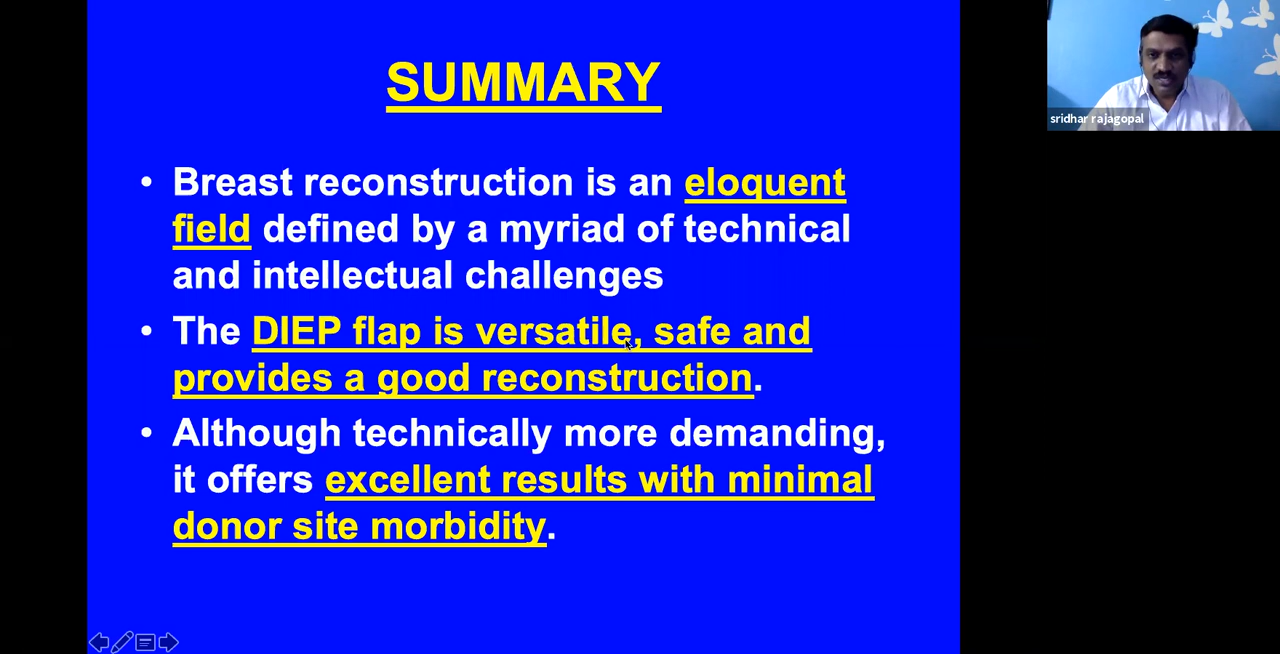 SUMMARY
• Breast reconstruction is an eloquent
field defined by a myriad of technical
and intellectual challenges
• The DIEP flap is versatile, safe and
provides a good reconstruction.
• Although technically more demanding,
it offers excellent results with minimal
donor site morbidity.
sridhar rajagopal